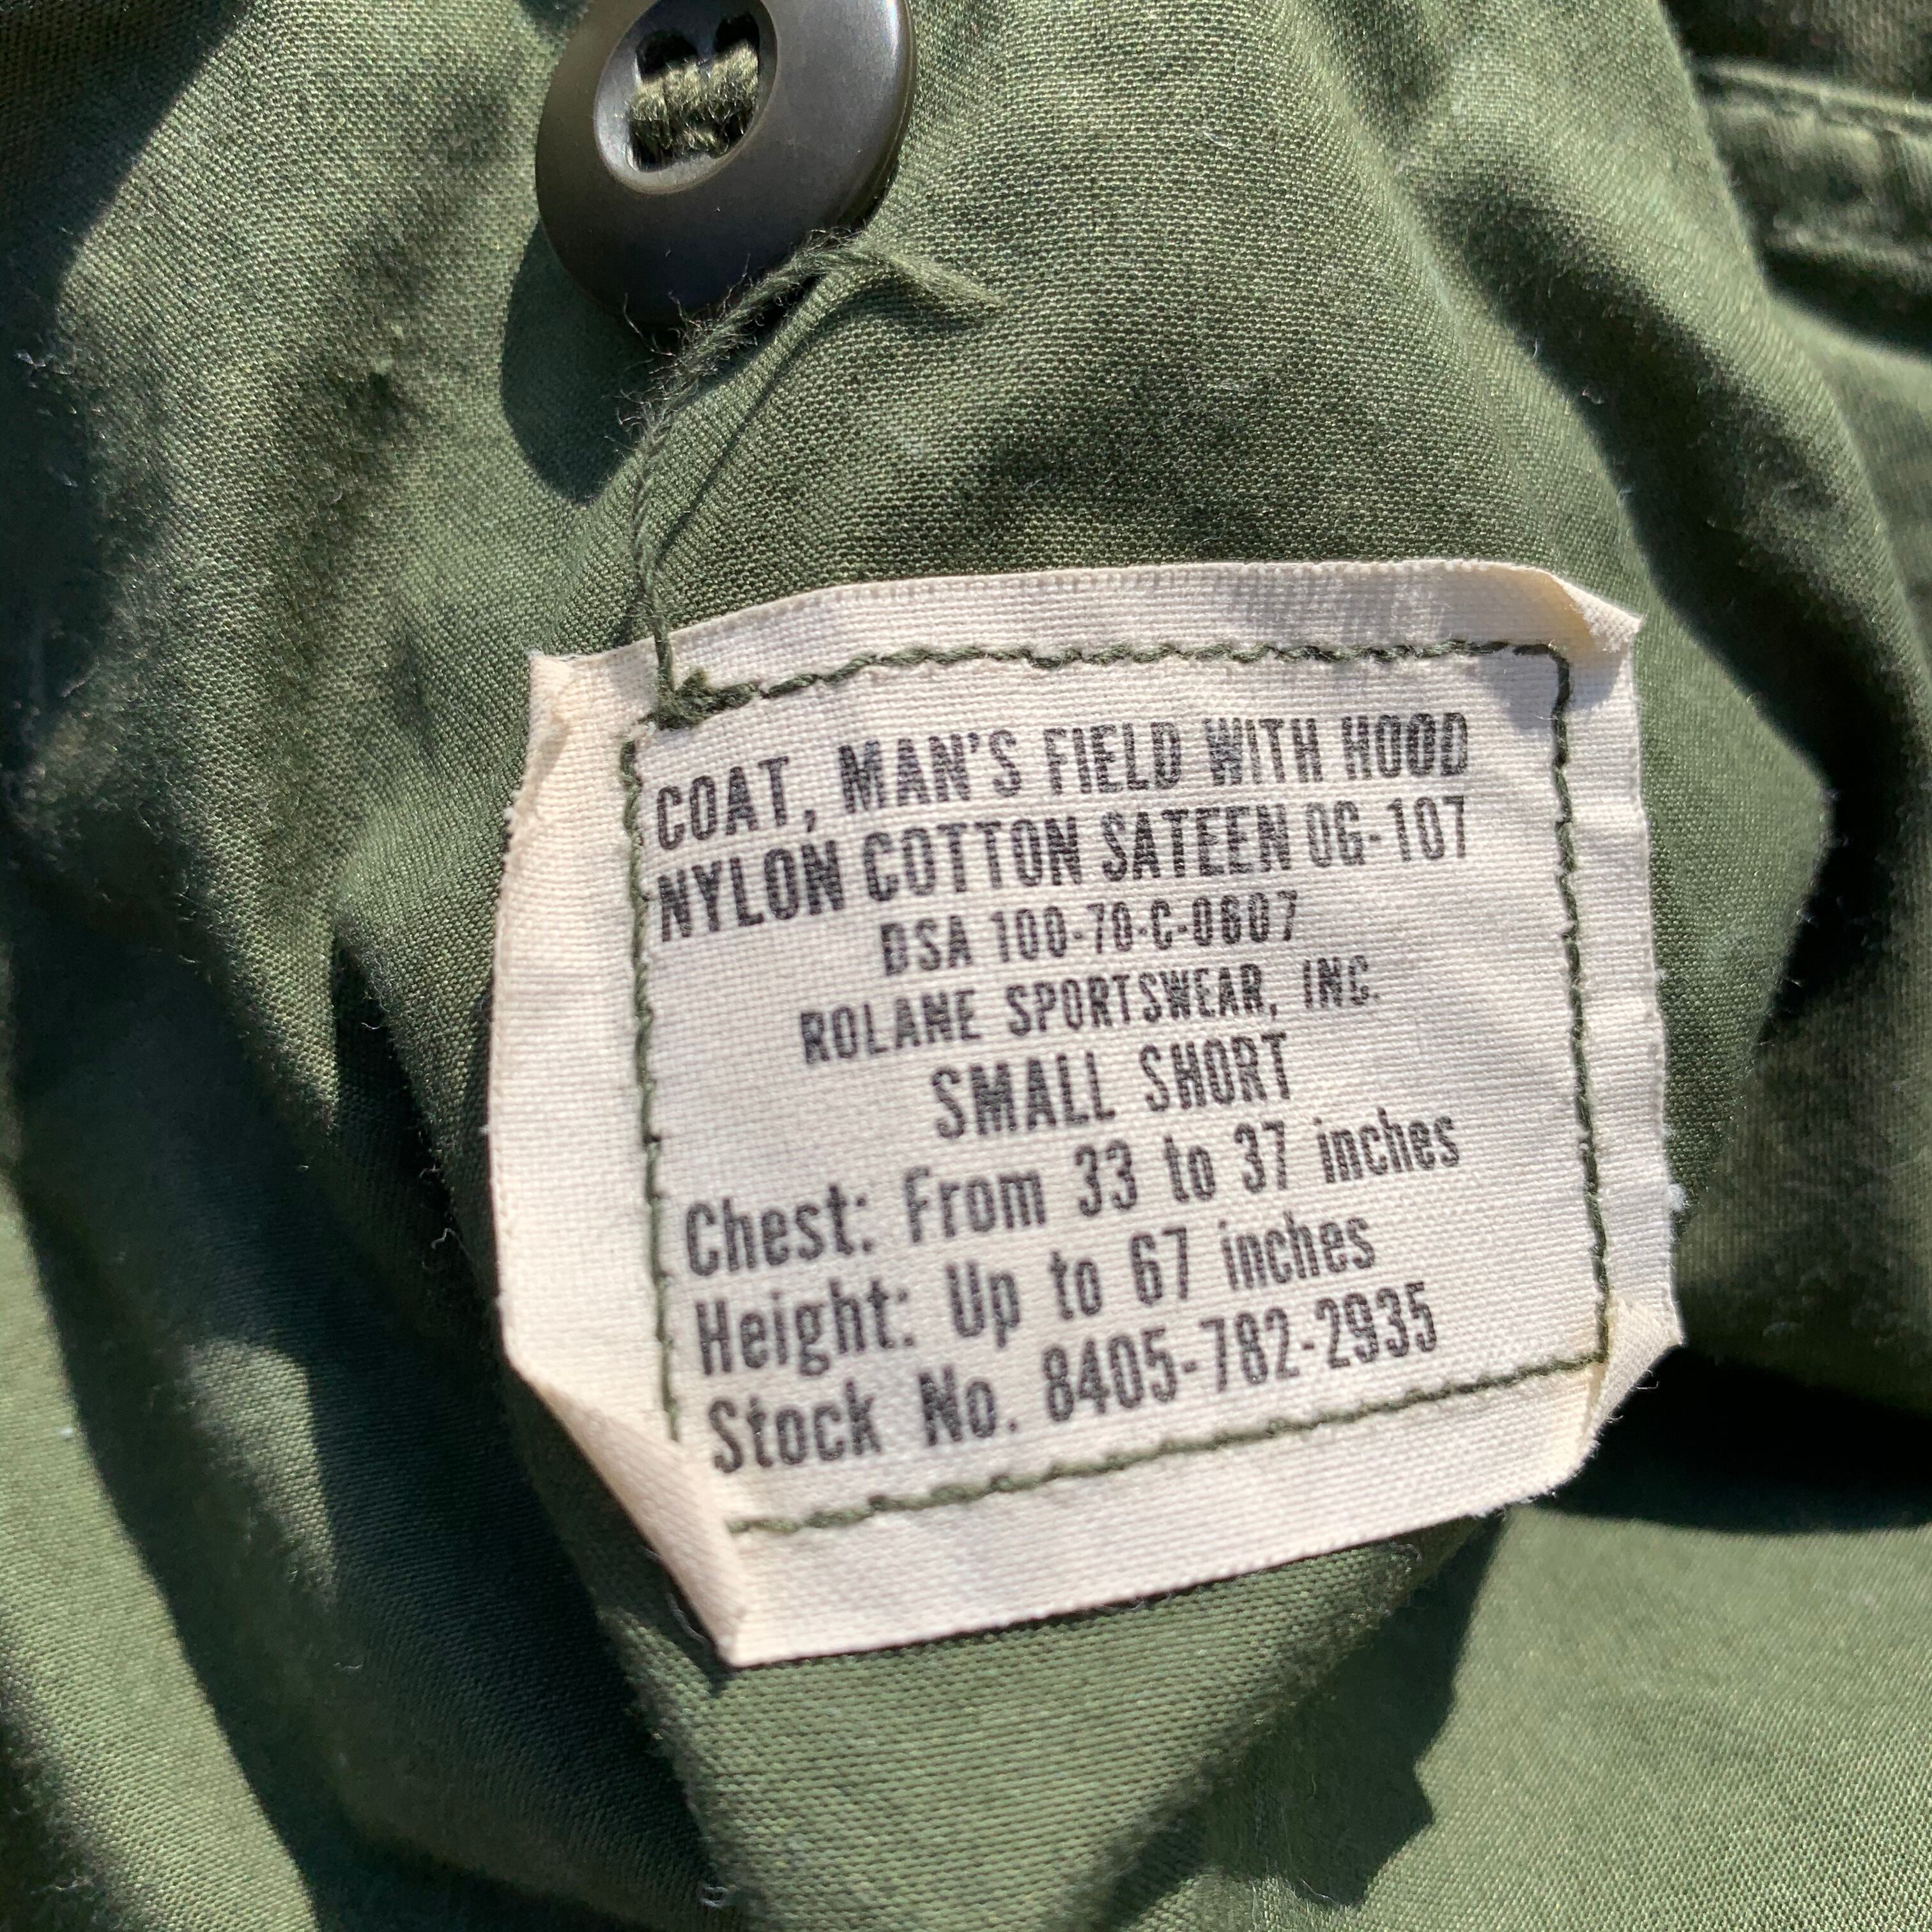 COAT, MAN'S FIELD WITH HOOD
NYLON COTTON SATEEN OG-107
DSA 100-70-C-0607
ROLANE SPORTSWEAR, INC.
SMALL SHORT
Chest: From 33 to 37 inches
Height: Up to 67 inches
Stock No. 8405-782-2935